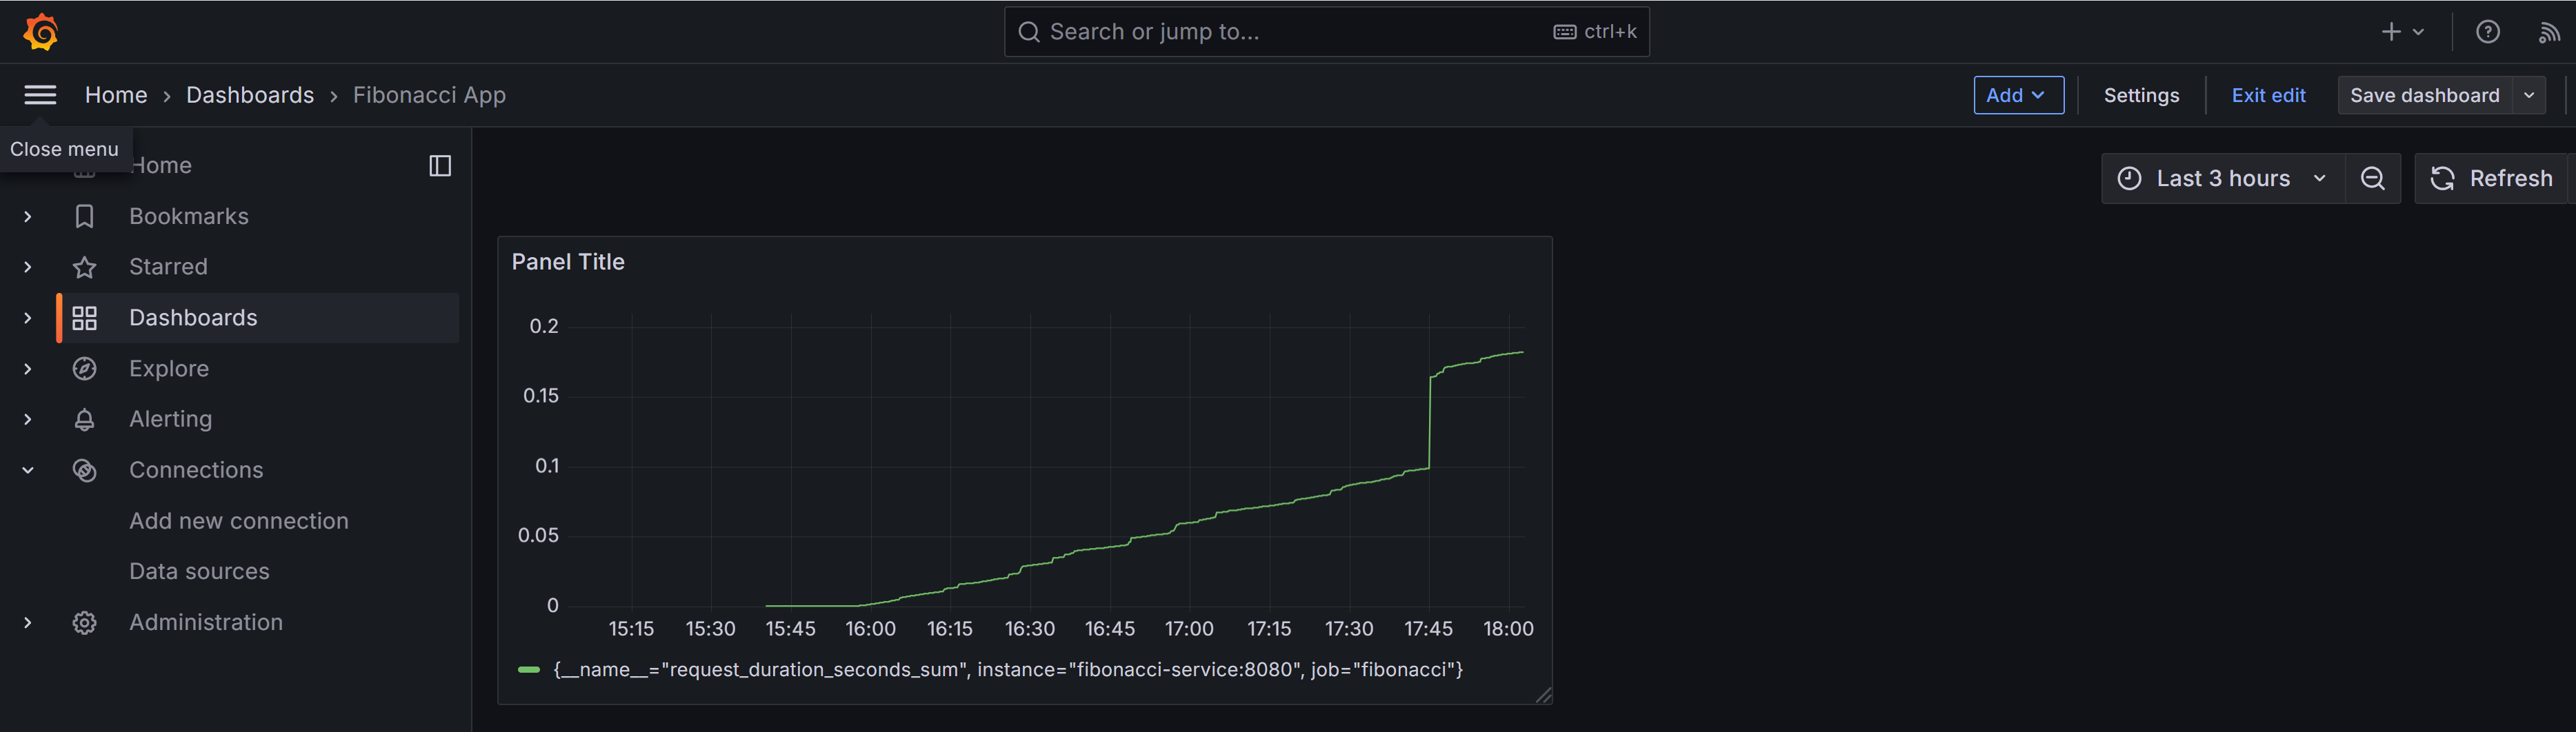 Search or jump to...
ctrl+k
Home › Dashboards › Fibonacci App
Add
Settings
Exit edit
Save dashboard
Close menu
Home
Bookmarks
Starred
Dashboards
Explore
Alerting
Connections
Add new connection
Data sources
Administration
Last 3 hours
Refresh
Panel Title
0.2
0.15
0.1
0.05
0
15:15 15:30 15:45 16:00 16:15 16:30 16:45 17:00 17:15 17:30 17:45 18:00
{__name__="request_duration_seconds_sum", instance="fibonacci-service:8080", job="fibonacci"}